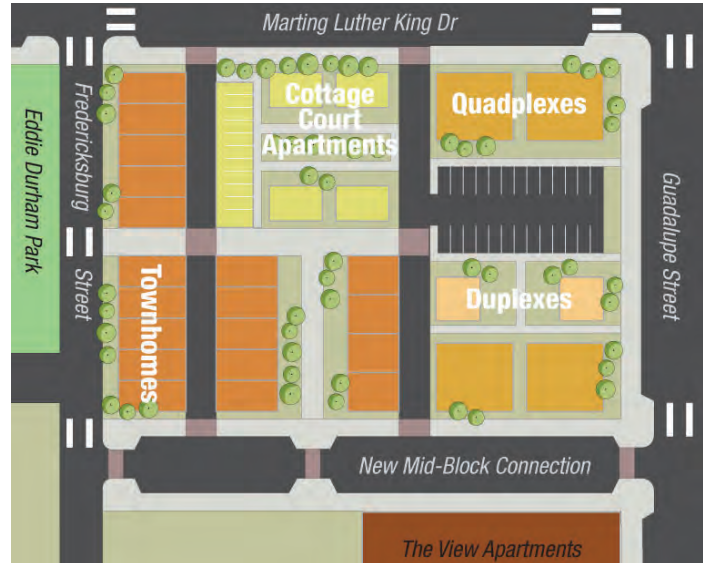 Marting Luther King Dr
Eddie Durham Park
Fredericksburg
Street
Cottage
Court
Apartments
Quadplexes
Guadalupe Street
Townhomes
Duplexes
New Mid-Block Connection
The View Apartments